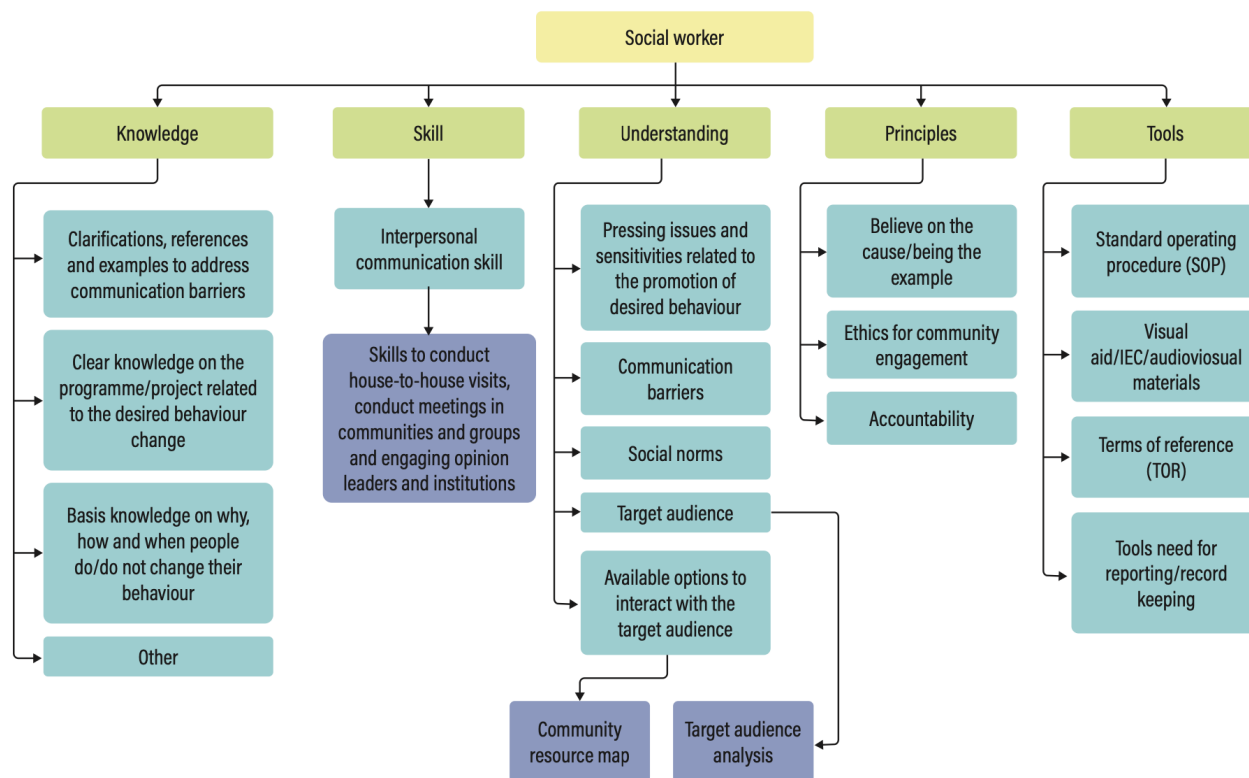 Social worker
Knowledge
Skill
Understanding
Principles
Tools
Clarifications, references
and examples to address
communication barriers
Clear knowledge on the
programme/project related
to the desired behaviour
change
Basis knowledge on why,
how and when people
do/do not change their
behaviour
Other
Interpersonal
communication skill
Skills to conduct
house-to-house visits,
conduct meetings in
communities and groups
and engaging opinion
leaders and institutions
Pressing issues and
sensitivities related to
the promotion of
desired behaviour
Communication
barriers
Social norms
Target audience
Available options to
interact with the
target audience
Community
resource map
Target audience
analysis
Believe on the
cause/being the
example
Ethics for community
engagement
Accountability
Standard operating
procedure (SOP)
Visual
aid/IEC/audioviosual
materials
Terms of reference
(TOR)
Tools need for
reporting/record
keeping